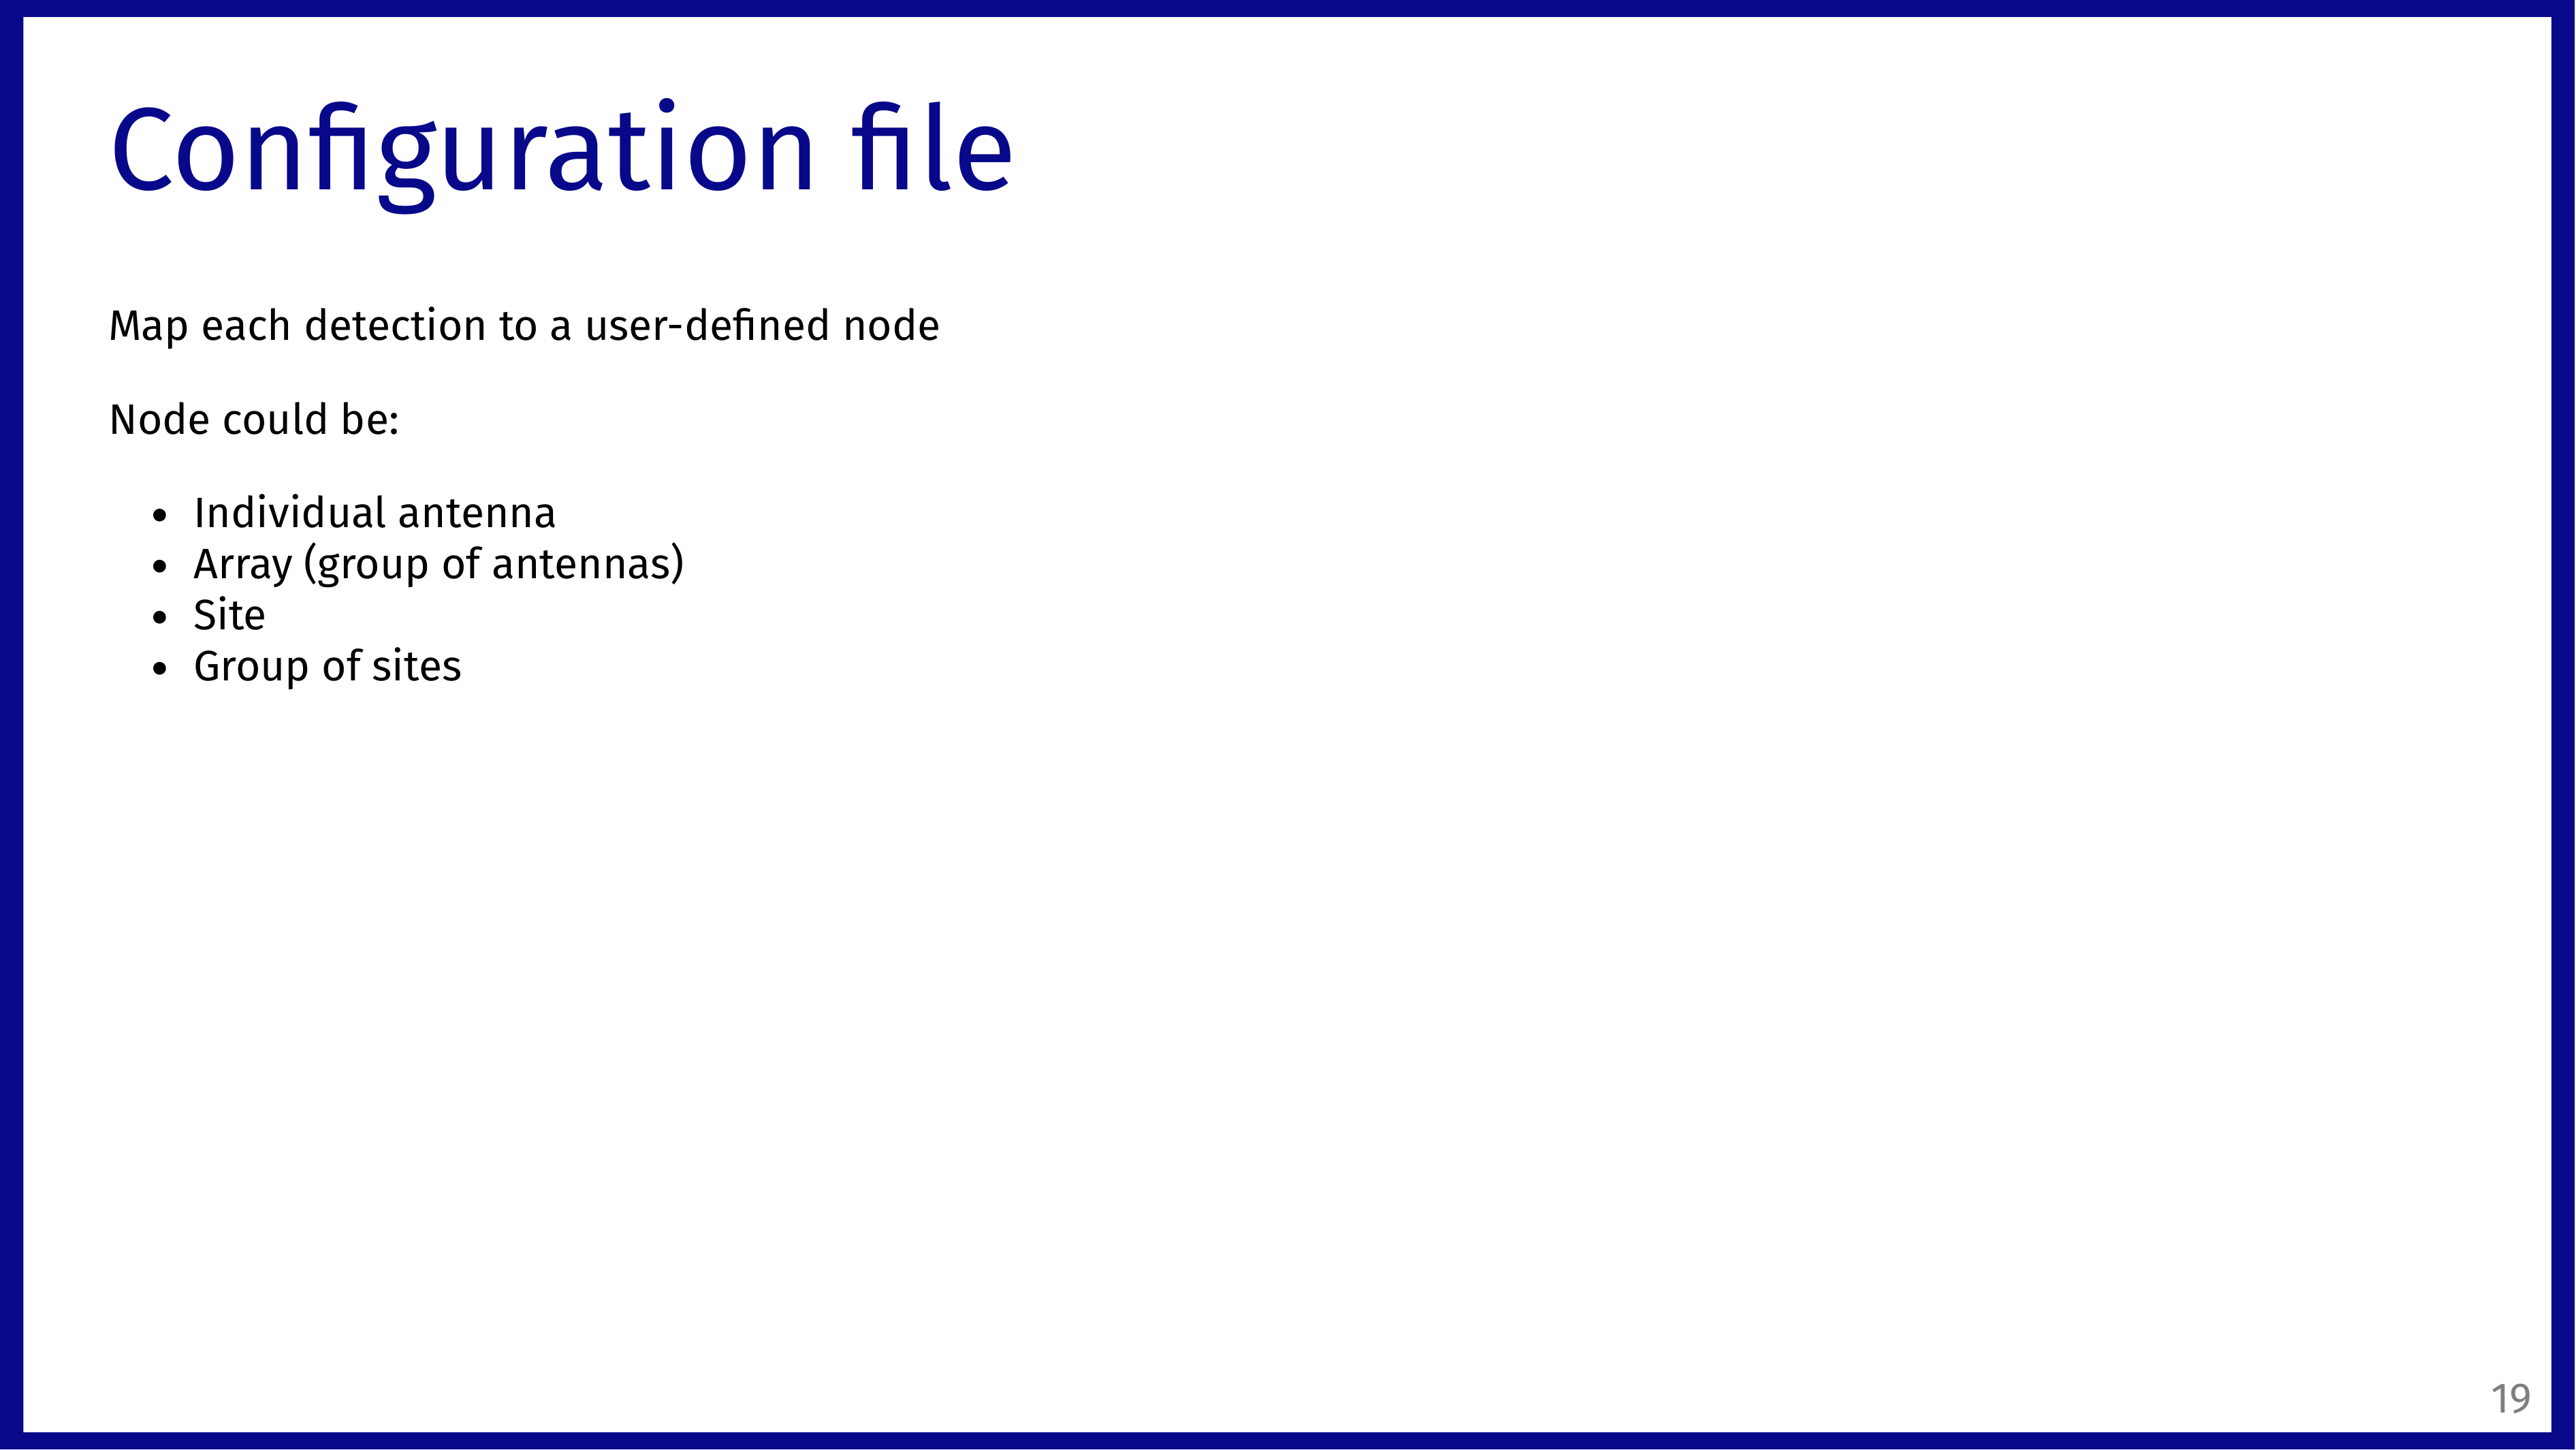 Configuration file
Map each detection to a user-defined node
Node could be:
• Individual antenna
• Array (group of antennas)
• Site
• Group of sites
19